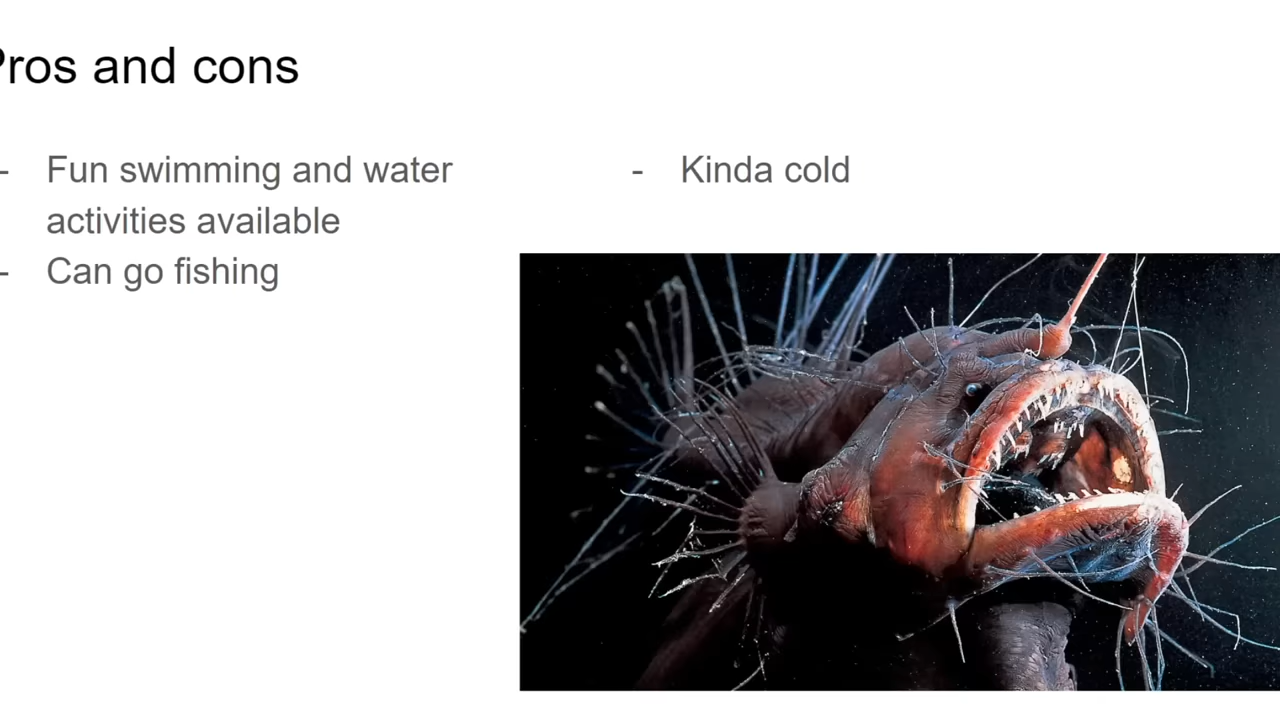 Pros and cons
- Fun swimming and water
activities available
- Can go fishing
- Kinda cold